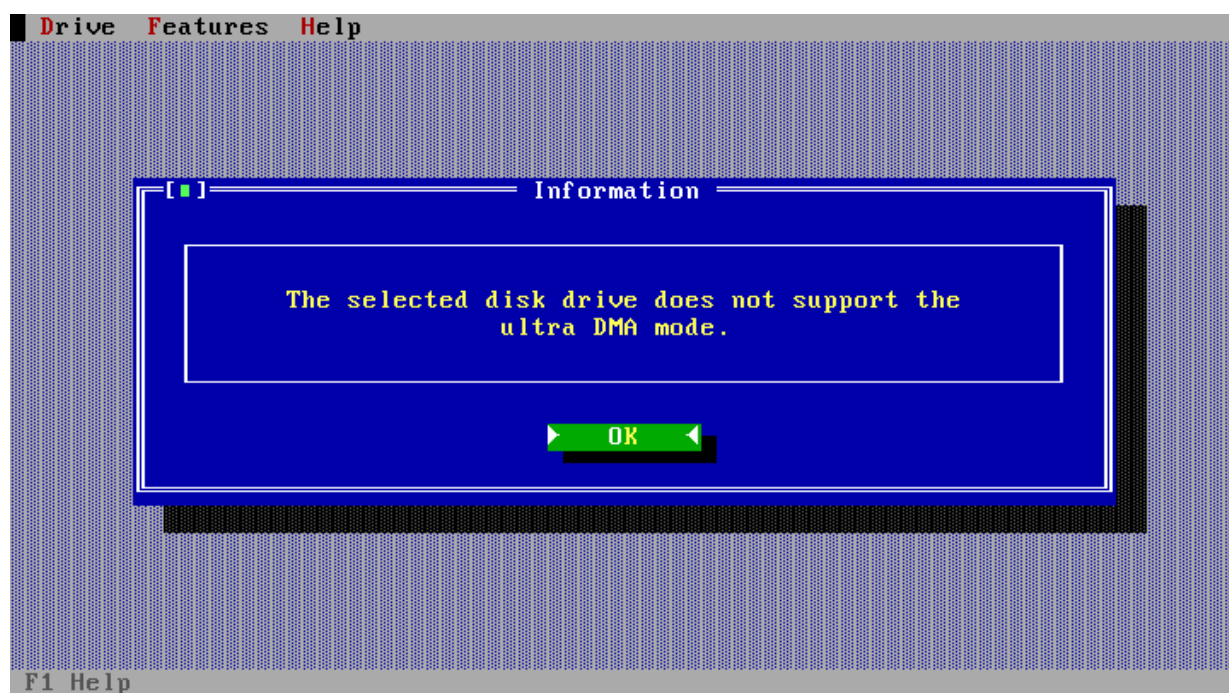 Drive Features Help
[■] Information
The selected disk drive does not support the
ultra DMA mode.
OK
F1 Help